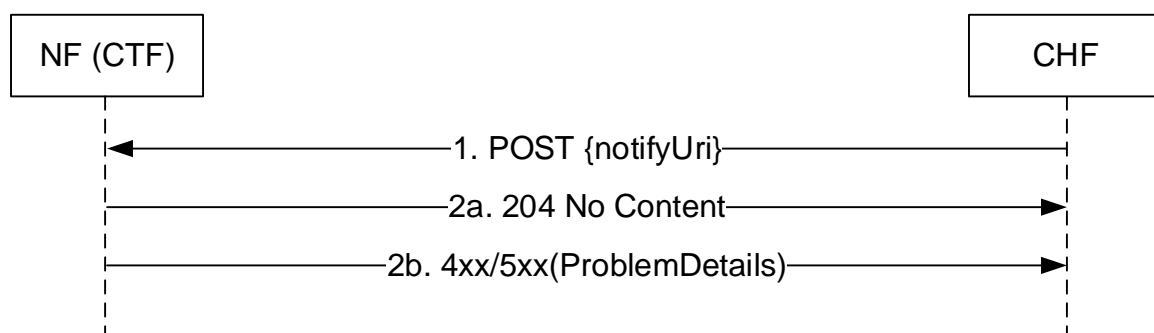 NF (CTF)
CHF
1. POST {notifyUri}
2a. 204 No Content
2b. 4xx/5xx(ProblemDetails)